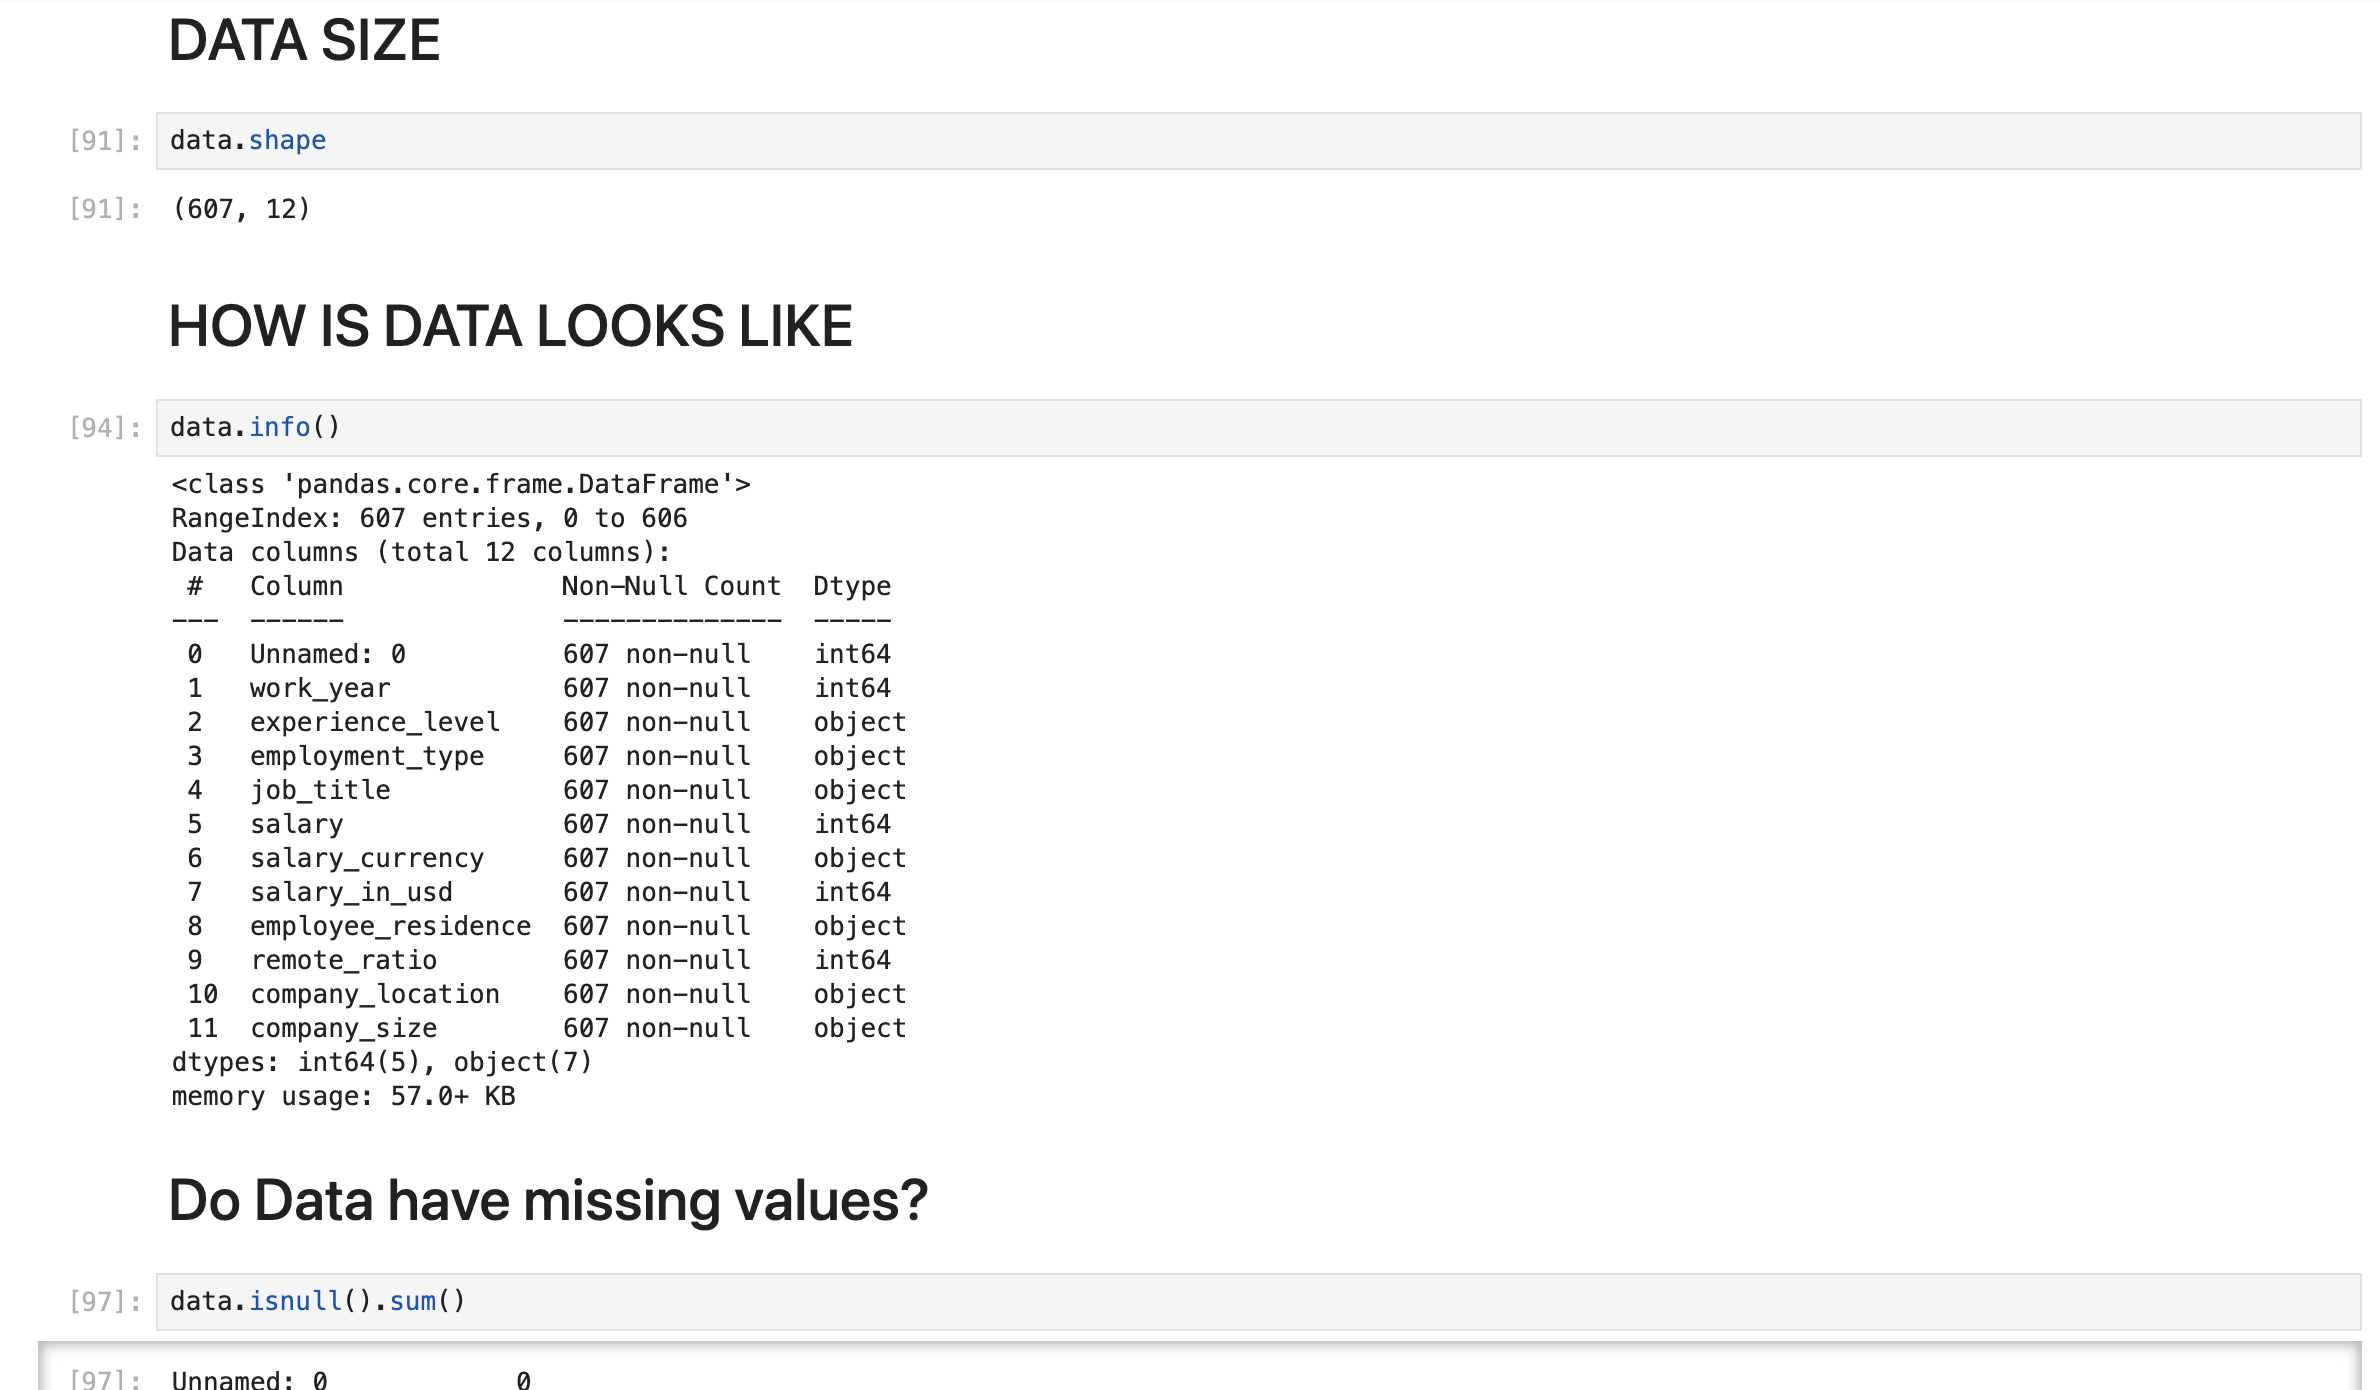 DATA SIZE
[91]: data.shape
[91]: (607, 12)
HOW IS DATA LOOKS LIKE
[94]: data.info()
<class 'pandas.core.frame.DataFrame'>
RangeIndex: 607 entries, 0 to 606
Data columns (total 12 columns):
 #   Column              Non-Null Count  Dtype
---  ------              --------------  -----
 0   Unnamed: 0          607 non-null    int64
 1   work_year           607 non-null    int64
 2   experience_level    607 non-null    object
 3   employment_type     607 non-null    object
 4   job_title           607 non-null    object
 5   salary              607 non-null    int64
 6   salary_currency     607 non-null    object
 7   salary_in_usd       607 non-null    int64
 8   employee_residence  607 non-null    object
 9   remote_ratio        607 non-null    int64
 10  company_location    607 non-null    object
 11  company_size        607 non-null    object
dtypes: int64(5), object(7)
memory usage: 57.0+ KB
Do Data have missing values?
[97]: data.isnull().sum()
[97]: Unnamed: 0            0